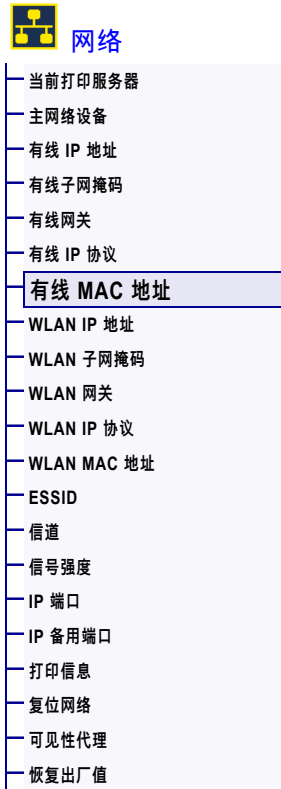 网络
当前打印服务器
主网络设备
有线 IP 地址
有线子网掩码
有线网关
有线 IP 协议
有线 MAC 地址
WLAN IP 地址
WLAN 子网掩码
WLAN 网关
WLAN IP 协议
WLAN MAC 地址
ESSID
信道
信号强度
IP 端口
IP 备用端口
打印信息
复位网络
可见性代理
恢复出厂值